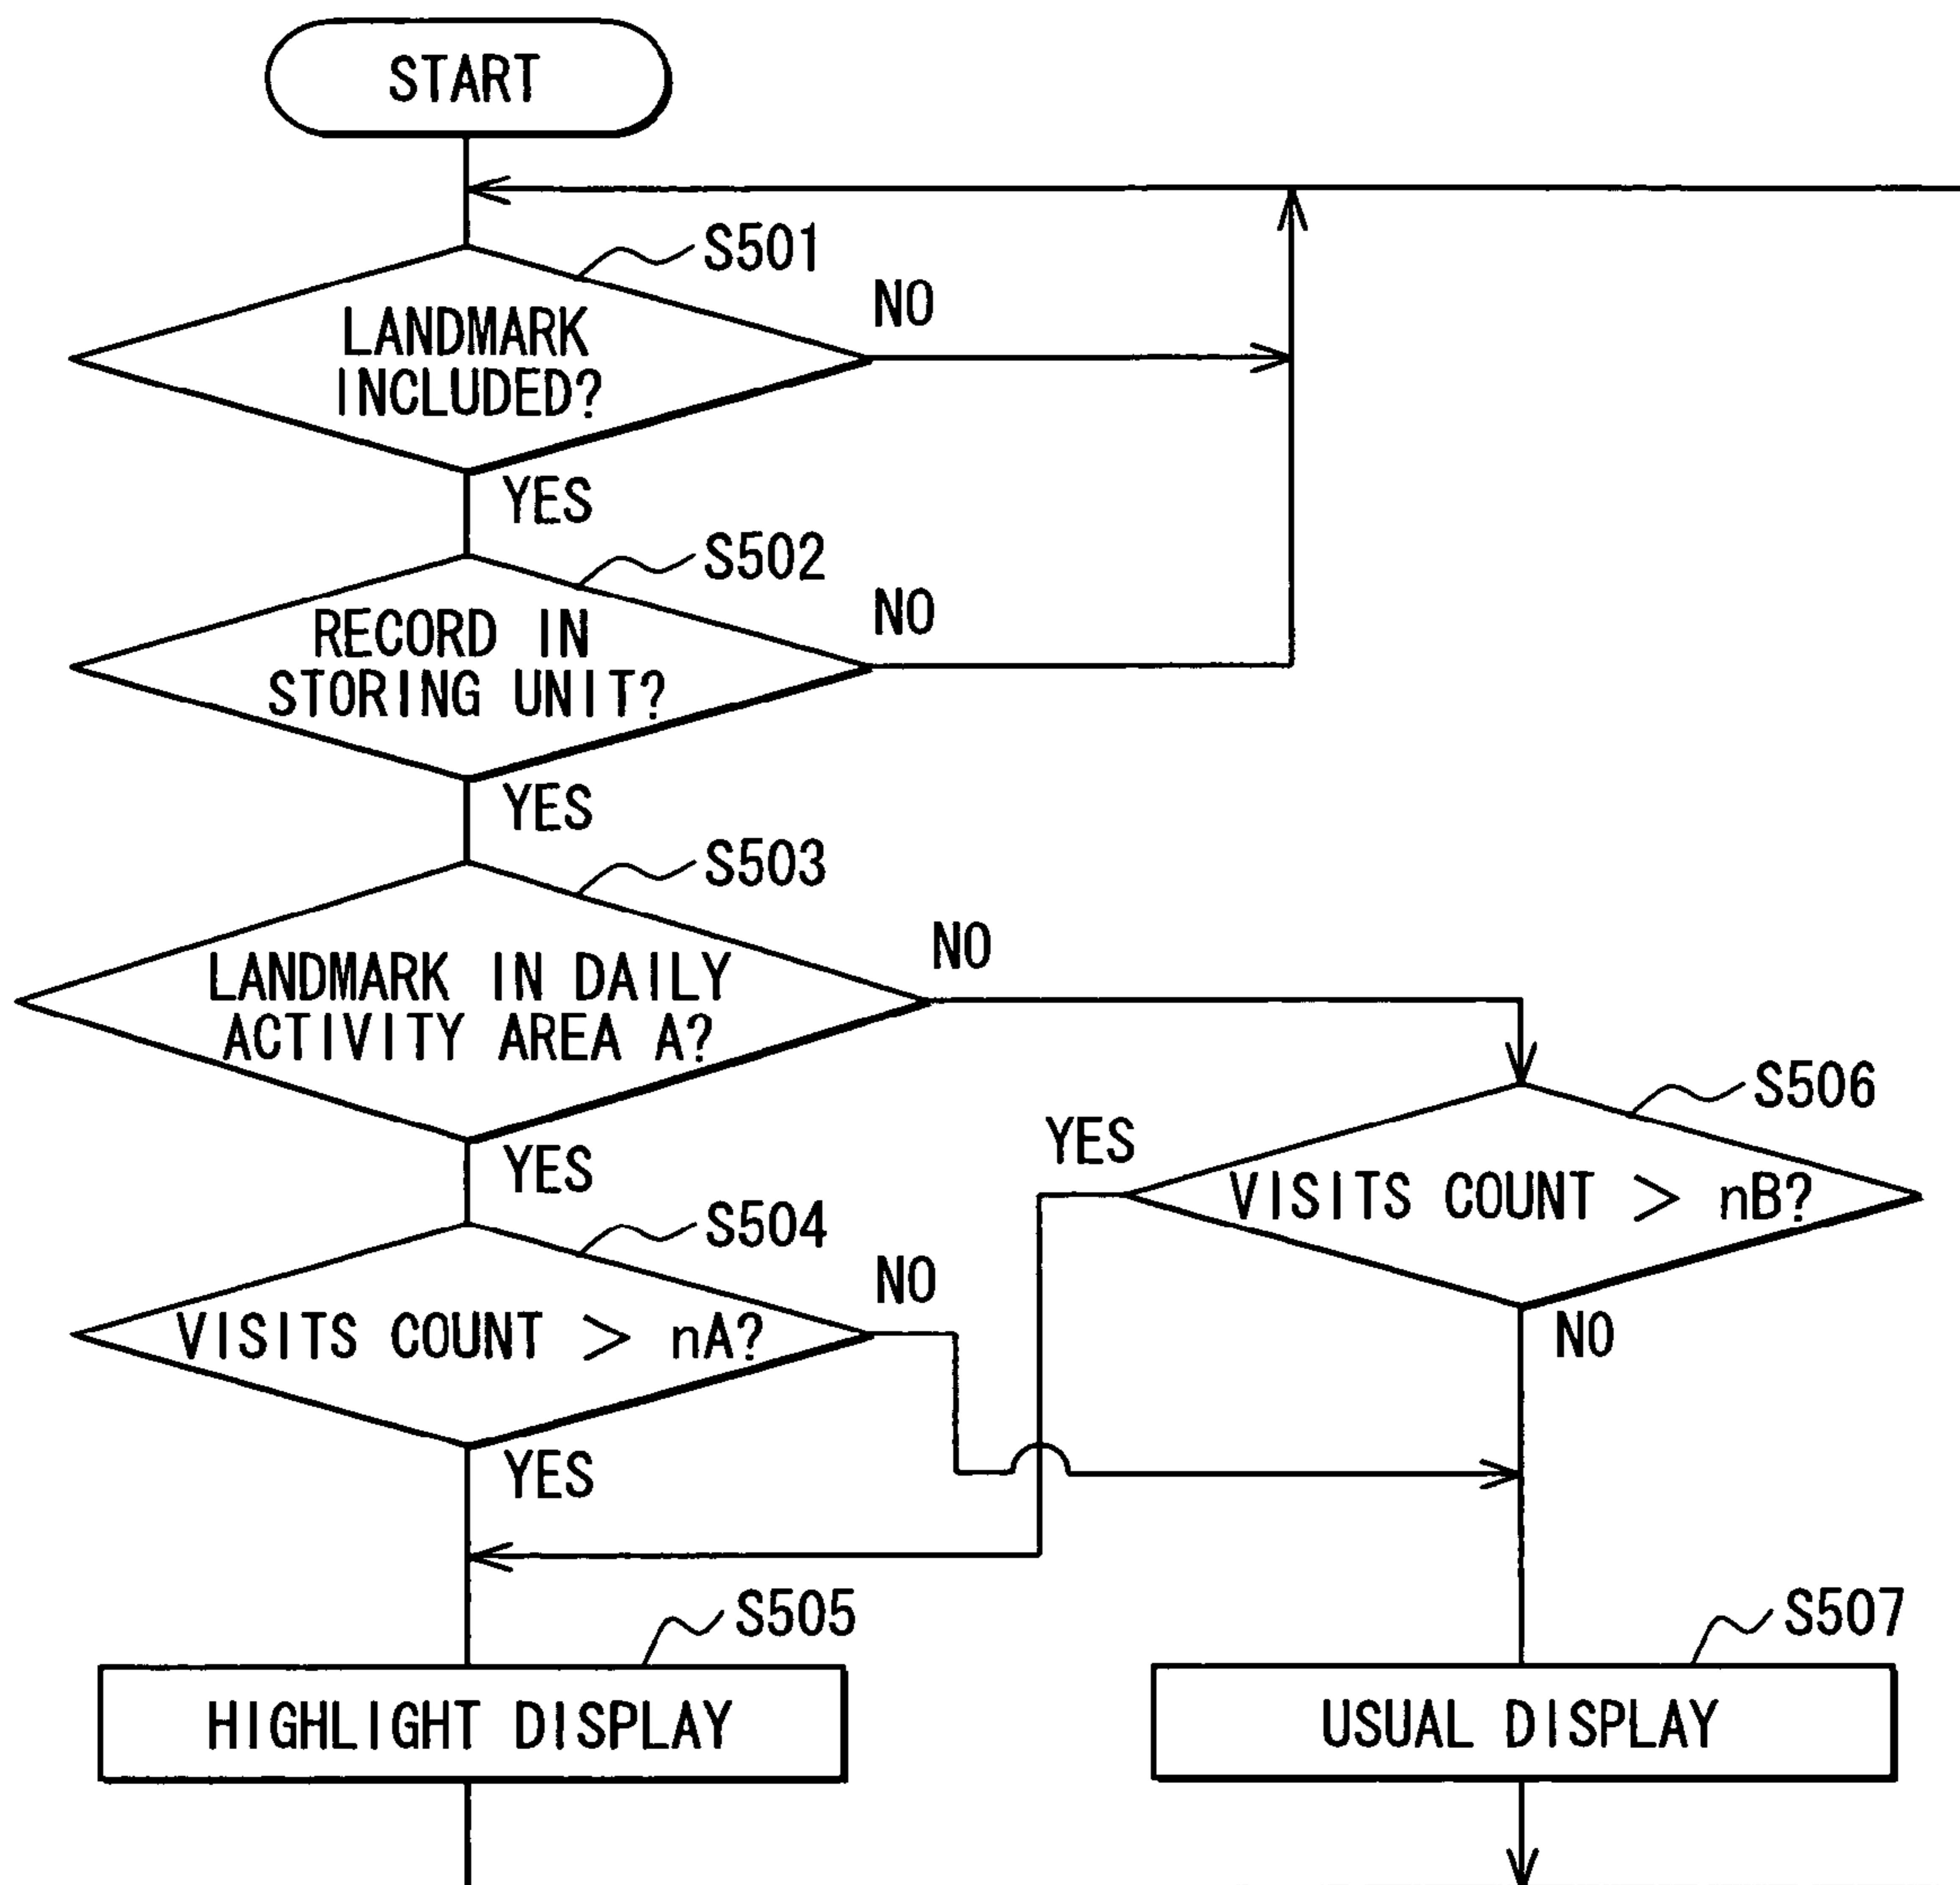 START
S501
NO
LANDMARK
INCLUDED?
YES
S502
NO
RECORD IN
STORING UNIT?
YES
S503
NO
LANDMARK IN DAILY
ACTIVITY AREA A?
S506
YES
VISITS COUNT > nB?
YES
S504
NO
VISITS COUNT > nA?
NO
YES
S505
S507
HIGHLIGHT DISPLAY
USUAL DISPLAY